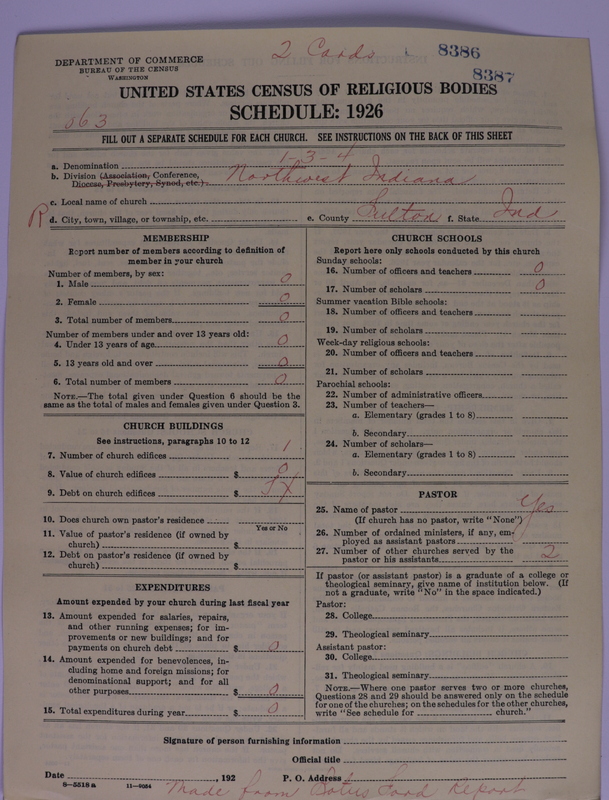 2 Cards 8386
8387
DEPARTMENT OF COMMERCE
BUREAU OF THE CENSUS
WASHINGTON
UNITED STATES CENSUS OF RELIGIOUS BODIES
SCHEDULE: 1926
563
FILL OUT A SEPARATE SCHEDULE FOR EACH CHURCH. SEE INSTRUCTIONS ON THE BACK OF THIS SHEET
a. Denomination 1-3-4
b. Division (Association, Conference, Diocese, Presbytery, Synod, etc.) Northwest Indiana
c. Local name of church
R d. City, town, village, or township, etc. e. County Fulton f. State Ind
MEMBERSHIP
Report number of members according to definition of
member in your church
Number of members, by sex:
1. Male 0
2. Female 0
3. Total number of members 0
Number of members under and over 13 years old:
4. Under 13 years of age 0
5. 13 years old and over 0
6. Total number of members 0
NOTE.—The total given under Question 6 should be the
same as the total of males and females given under Question 3.
CHURCH BUILDINGS
See instructions, paragraphs 10 to 12
7. Number of church edifices 1
8. Value of church edifices $ 0
9. Debt on church edifices $
10. Does church own pastor's residence
Yes or No
11. Value of pastor's residence (if owned by
church) $
12. Debt on pastor's residence (if owned by
church) $
EXPENDITURES
Amount expended by your church during last fiscal year
13. Amount expended for salaries, repairs,
and other running expenses; for im-
provements or new buildings; and for
payments on church debt $ 0
14. Amount expended for benevolences, in-
cluding home and foreign missions; for
denominational support; and for all
other purposes $ 0
15. Total expenditures during year $ 0
CHURCH SCHOOLS
Report here only schools conducted by this church
Sunday schools:
16. Number of officers and teachers 0
17. Number of scholars 0
Summer vacation Bible schools:
18. Number of officers and teachers
19. Number of scholars
Week-day religious schools:
20. Number of officers and teachers
21. Number of scholars
Parochial schools:
22. Number of administrative officers
23. Number of teachers—
a. Elementary (grades 1 to 8)
b. Secondary
24. Number of scholars—
a. Elementary (grades 1 to 8)
b. Secondary
PASTOR
25. Name of pastor Yes
(If church has no pastor, write "None")
26. Number of ordained ministers, if any, em-
ployed as assistant pastors
27. Number of other churches served by the
pastor or his assistants 2
If pastor (or assistant pastor) is a graduate of a college or
theological seminary, give name of institution below. (If
not a graduate, write "No" in the space indicated.)
Pastor:
28. College
29. Theological seminary
Assistant pastor:
30. College
31. Theological seminary
NOTE.—Where one pastor serves two or more churches,
Questions 28 and 29 should be answered only on the schedule
for one of the churches; on the schedules for the other churches,
write "See schedule for church."
Signature of person furnishing information
Official title
Date , 192 P. O. Address
8—5518a 11—9054 Made from Report